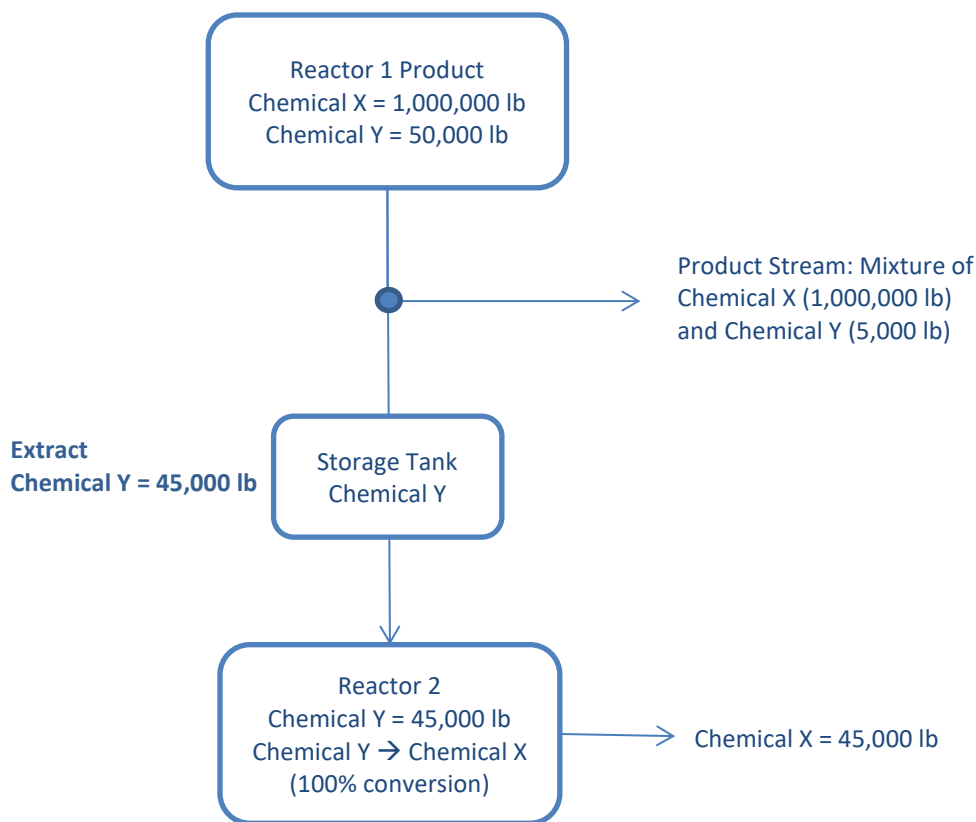 Reactor 1 Product
Chemical X = 1,000,000 lb
Chemical Y = 50,000 lb
Product Stream: Mixture of
Chemical X (1,000,000 lb)
and Chemical Y (5,000 lb)
Extract
Chemical Y = 45,000 lb
Storage Tank
Chemical Y
Reactor 2
Chemical Y = 45,000 lb
Chemical Y → Chemical X
(100% conversion)
Chemical X = 45,000 lb